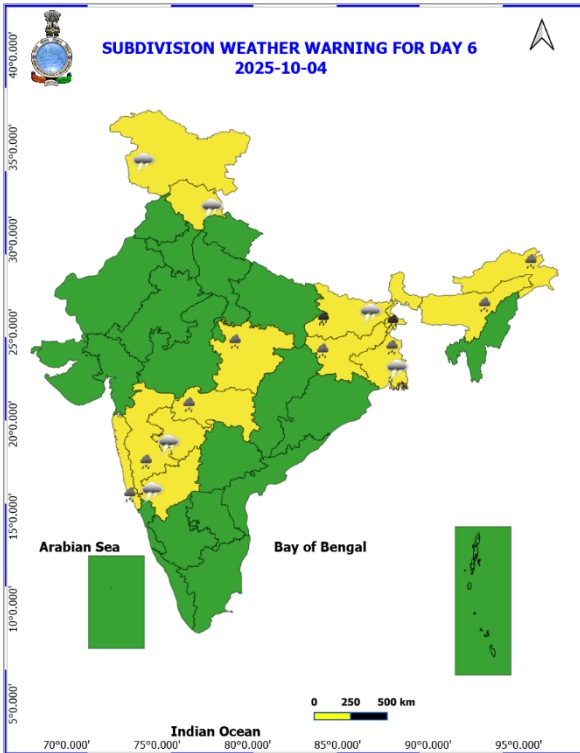 SUBDIVISION WEATHER WARNING FOR DAY 6
2025-10-04
40°0.000'
35°0.000'
30°0.000'
25°0.000'
20°0.000'
15°0.000'
10°0.000'
5°0.000'
Arabian Sea
Bay of Bengal
0 250 500 km
Indian Ocean
70°0.000' 75°0.000' 80°0.000' 85°0.000' 90°0.000' 95°0.000'